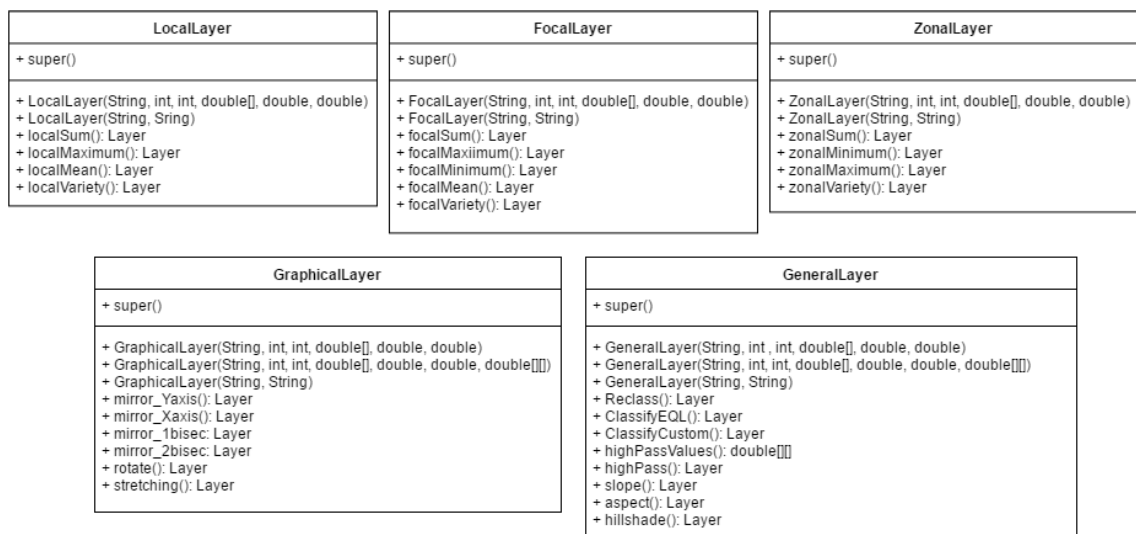 LocalLayer
+ super()
+ LocalLayer(String, int, int, double[], double, double)
+ LocalLayer(String, Sring)
+ localSum(): Layer
+ localMaximum(): Layer
+ localMean(): Layer
+ localVariety(): Layer
FocalLayer
+ super()
+ FocalLayer(String, int, int, double[], double, double)
+ FocalLayer(String, String)
+ focalSum(): Layer
+ focalMaxiimum(): Layer
+ focalMinimum(): Layer
+ focalMean(): Layer
+ focalVariety(): Layer
ZonalLayer
+ super()
+ ZonalLayer(String, int, int, double[], double, double)
+ ZonalLayer(String, String)
+ zonalSum(): Layer
+ zonalMinimum(): Layer
+ zonalMaximum(): Layer
+ zonalVariety(): Layer
GraphicalLayer
+ super()
+ GraphicalLayer(String, int, int, double[], double, double)
+ GraphicalLayer(String, int, int, double[], double, double, double[][])
+ GraphicalLayer(String, String)
+ mirror_Yaxis(): Layer
+ mirror_Xaxis(): Layer
+ mirror_1bisec: Layer
+ mirror_2bisec: Layer
+ rotate(): Layer
+ stretching(): Layer
GeneralLayer
+ super()
+ GeneralLayer(String, int , int, double[], double, double)
+ GeneralLayer(String, int, int, double[], double, double, double[][])
+ GeneralLayer(String, String)
+ Reclass(): Layer
+ ClassifyEQL(): Layer
+ ClassifyCustom(): Layer
+ highPassValues(): double[][]
+ highPass(): Layer
+ slope(): Layer
+ aspect(): Layer
+ hillshade(): Layer